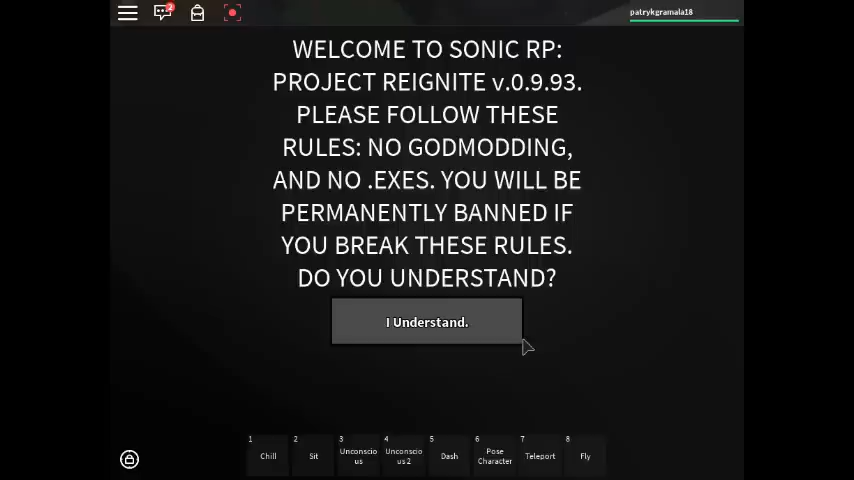 2
patrykgramala18
WELCOME TO SONIC RP:
PROJECT REIGNITE v.0.9.93.
PLEASE FOLLOW THESE
RULES: NO GODMODDING,
AND NO .EXES. YOU WILL BE
PERMANENTLY BANNED IF
YOU BREAK THESE RULES.
DO YOU UNDERSTAND?
I Understand.
1 2 3 4 5 6 7 8
Chill Sit Unconscio Unconscio Dash Pose Teleport Fly
us us 2 Character